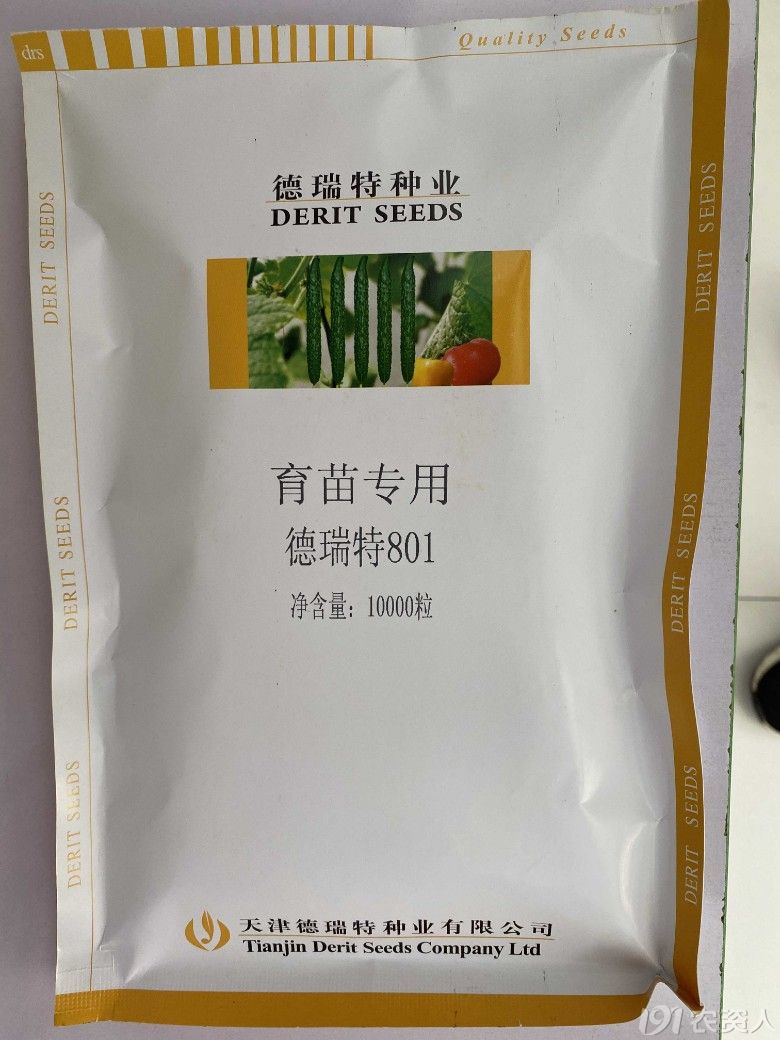 drs
Quality Seeds
德瑞特种业
DERIT SEEDS
DERIT SEEDS
DERIT SEEDS
DERIT SEEDS
DERIT SEEDS
DERIT SEEDS
DERIT SEEDS
育苗专用
德瑞特801
净含量：10000粒
天津德瑞特种业有限公司
Tianjin Derit Seeds Company Ltd
191农资人